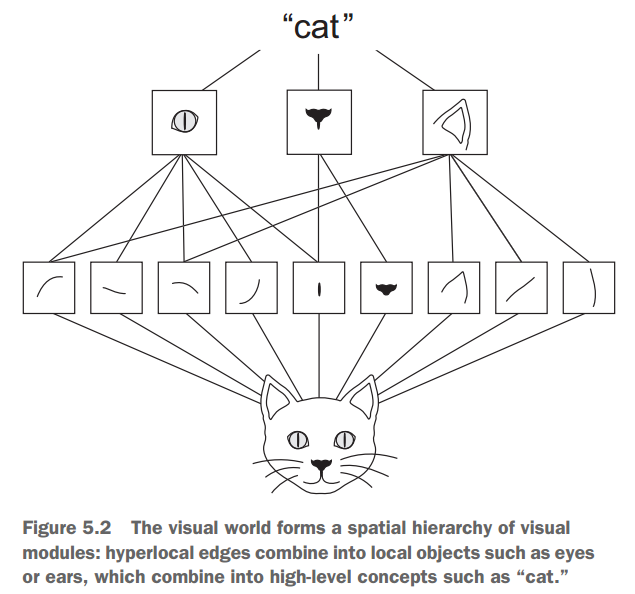 “cat”
Figure 5.2 The visual world forms a spatial hierarchy of visual
modules: hyperlocal edges combine into local objects such as eyes
or ears, which combine into high-level concepts such as “cat.”